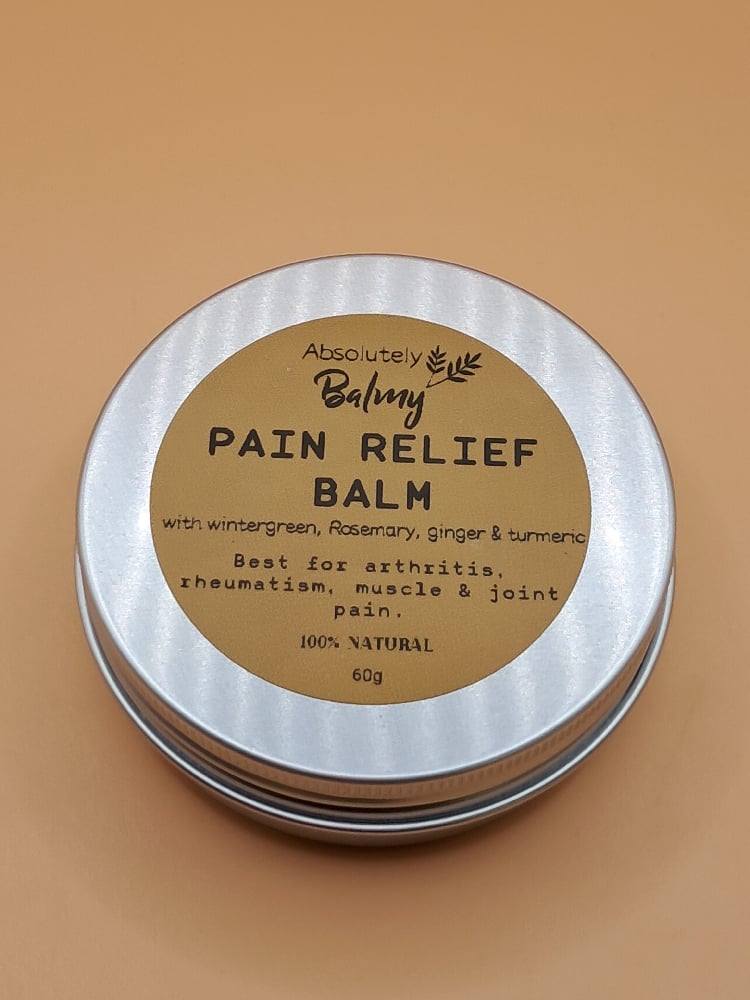 Absolutely
Balmy
PAIN RELIEF
BALM
with wintergreen, Rosemary, ginger & turmeric
Best for arthritis,
rheumatism, muscle & joint
pain.
100% NATURAL
60g